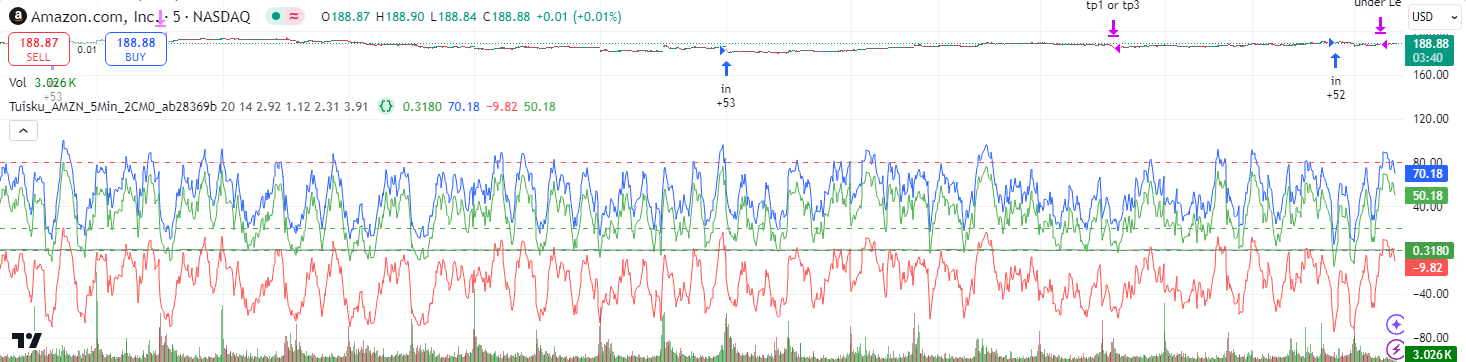 Amazon.com, Inc. · 5 · NASDAQ O188.87 H188.90 L188.84 C188.88 +0.01 (+0.01%)
tp1 or tp3
under Le
USD
188.87 SELL
0.01
188.88 BUY
188.88
03:40
160.00
Vol 3.026K
in
+53
in
+52
+53
Tuisku_AMZN_5Min_2CM0_ab28369b 20 14 2.92 1.12 2.31 3.91 {} 0.3180 70.18 −9.82 50.18
120.00
80.00
70.18
50.18
40.00
0.3180
−9.82
−40.00
−80.00
3.026K